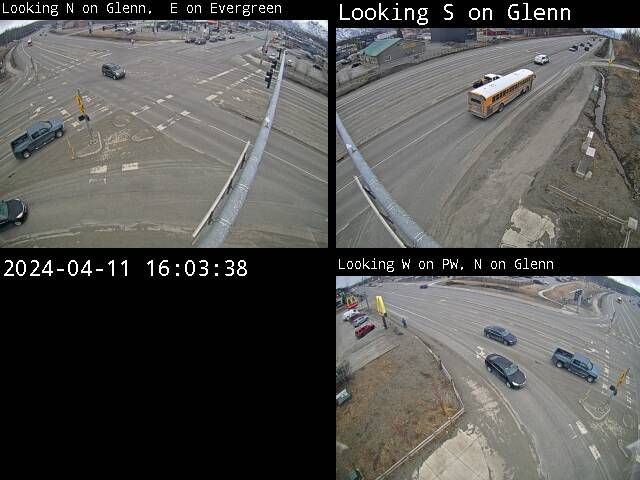 Looking N on Glenn,  E on Evergreen
Looking S on Glenn
2024-04-11 16:03:38
Looking W on PW, N on Glenn